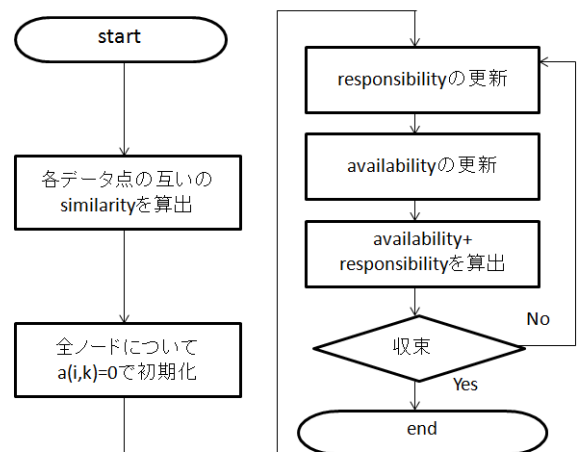 start
各データ点の互いの
similarityを算出
全ノードについて
a(i,k)=0で初期化
responsibilityの更新
availabilityの更新
availability+
responsibilityを算出
収束
No
Yes
end